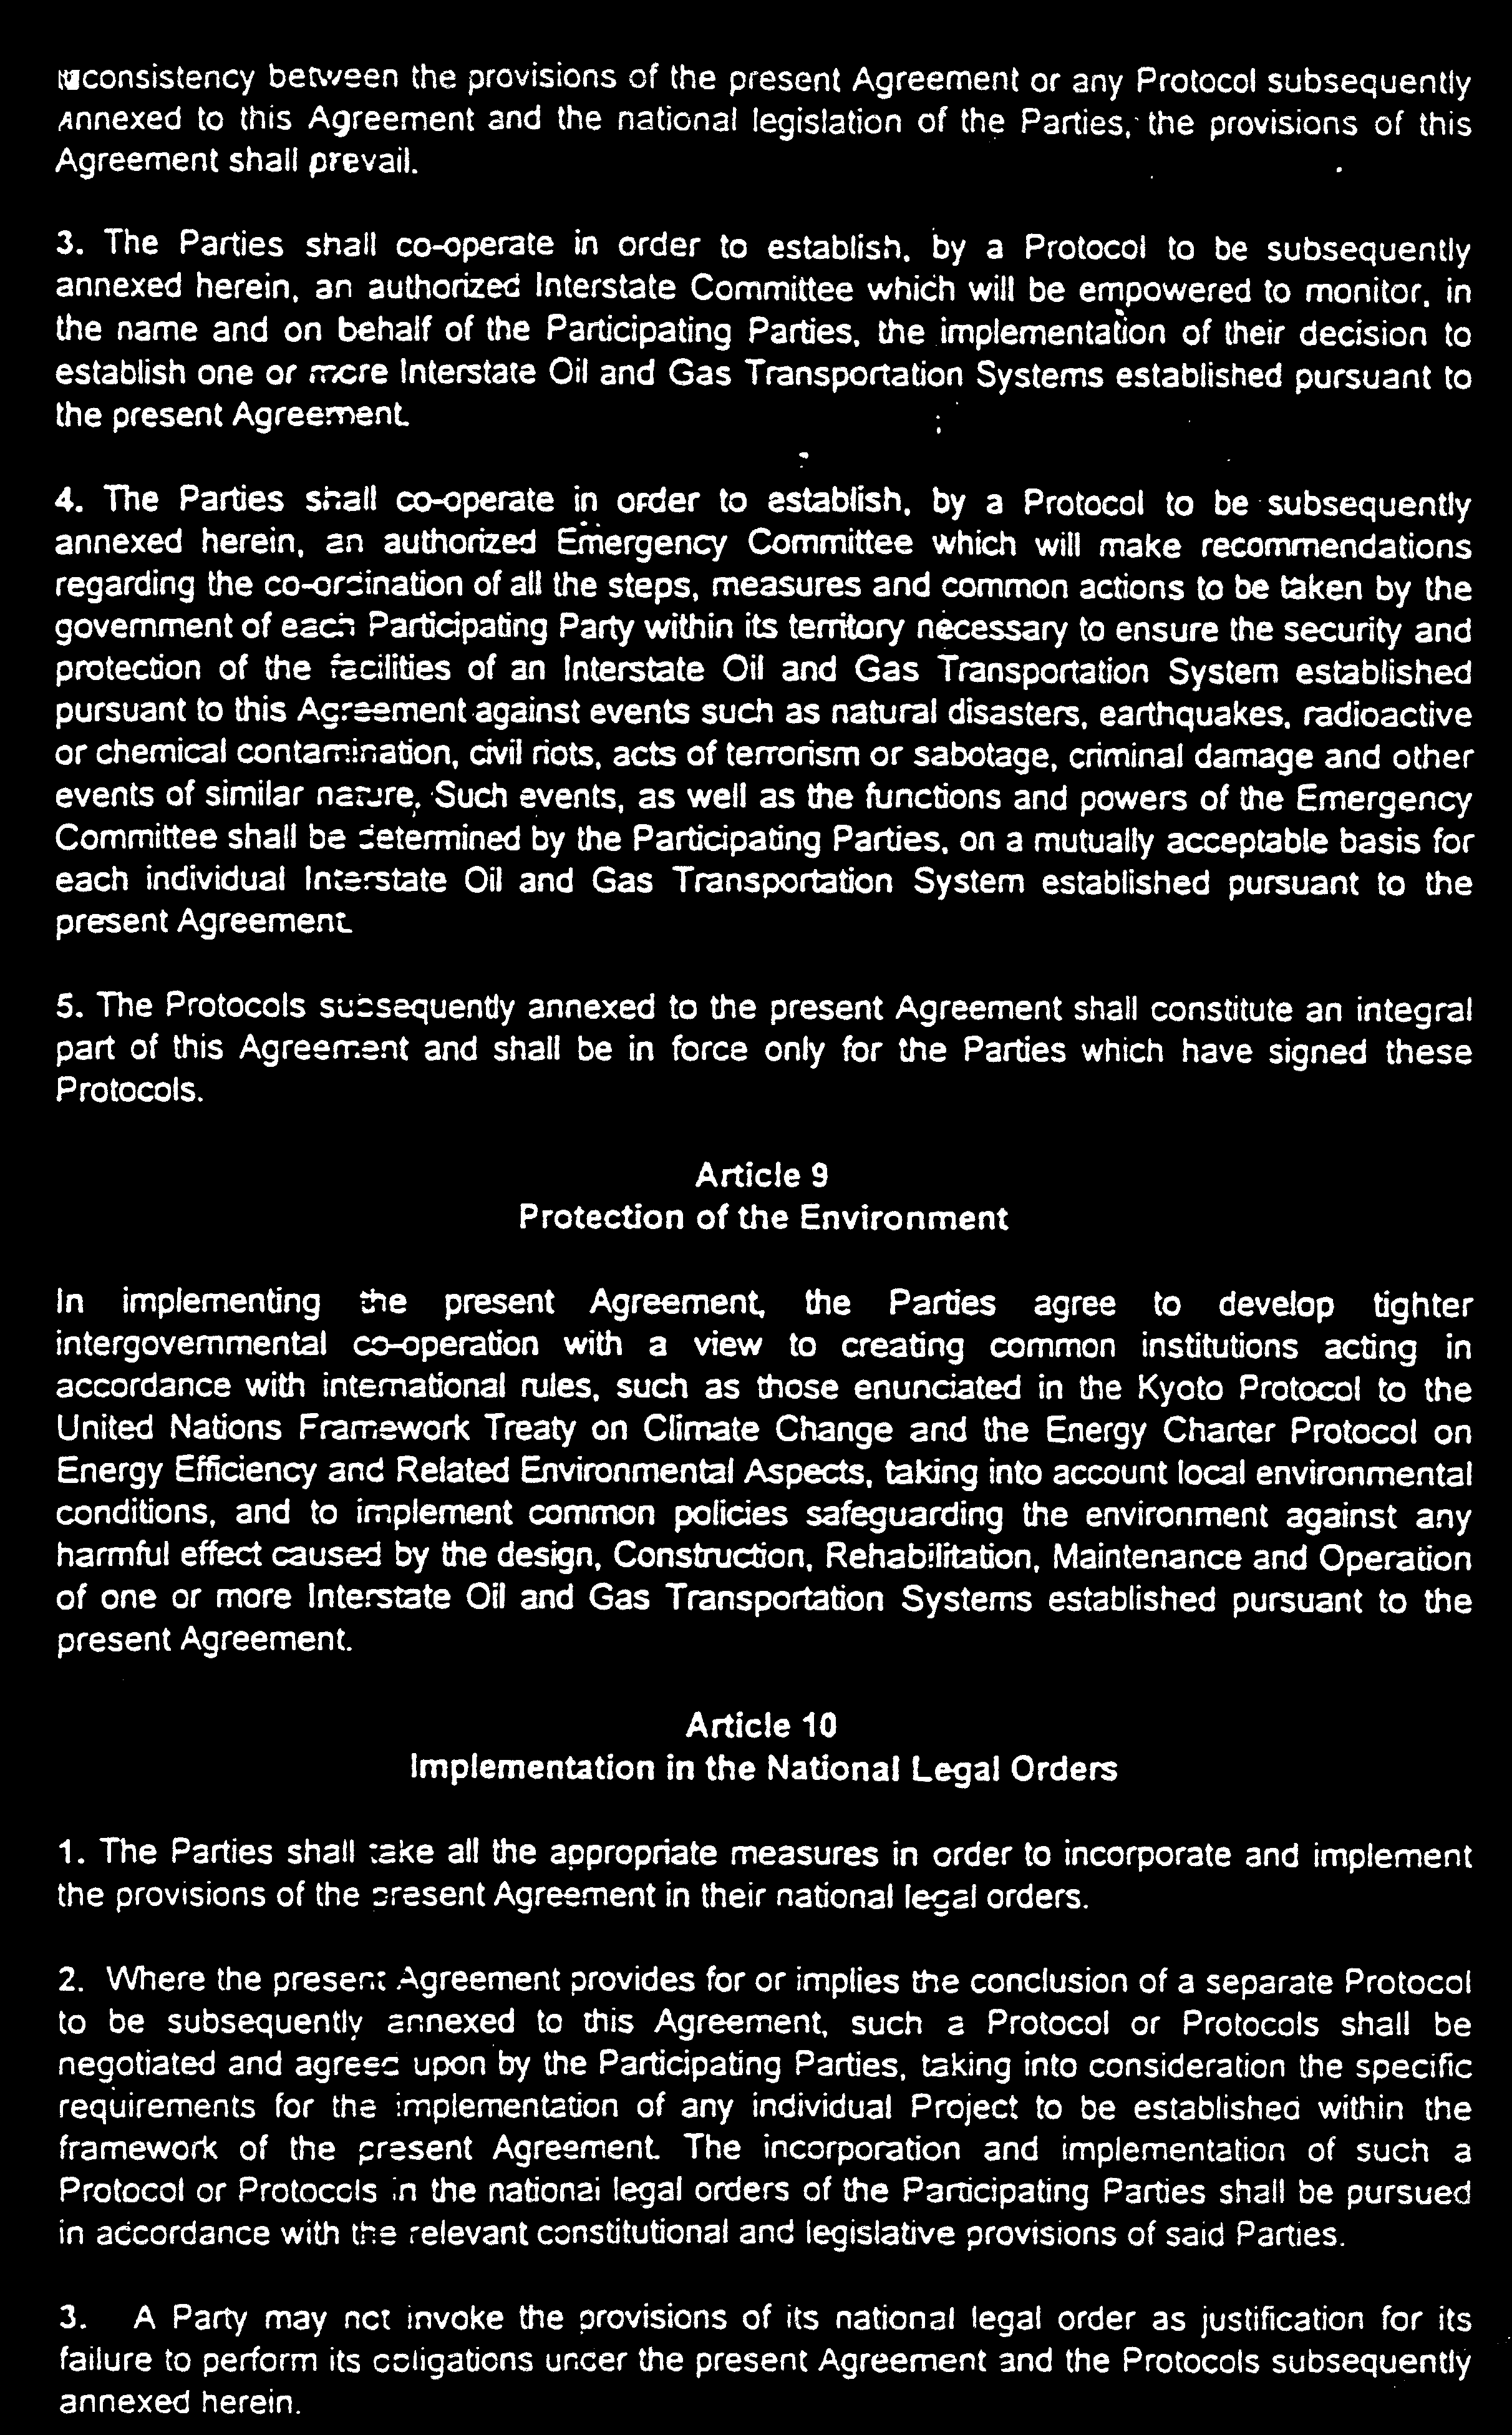 inconsistency between the provisions of the present Agreement or any Protocol subsequently
annexed to this Agreement and the national legislation of the Parties, the provisions of this
Agreement shall prevail.
3. The Parties shall co-operate in order to establish, by a Protocol to be subsequently
annexed herein, an authorized Interstate Committee which will be empowered to monitor, in
the name and on behalf of the Participating Parties, the implementation of their decision to
establish one or more Interstate Oil and Gas Transportation Systems established pursuant to
the present Agreement.
4. The Parties shall co-operate in order to establish, by a Protocol to be subsequently
annexed herein, an authorized Emergency Committee which will make recommendations
regarding the co-ordination of all the steps, measures and common actions to be taken by the
government of each Participating Party within its territory necessary to ensure the security and
protection of the facilities of an Interstate Oil and Gas Transportation System established
pursuant to this Agreement against events such as natural disasters, earthquakes, radioactive
or chemical contamination, civil riots, acts of terrorism or sabotage, criminal damage and other
events of similar nature. Such events, as well as the functions and powers of the Emergency
Committee shall be determined by the Participating Parties, on a mutually acceptable basis for
each individual Interstate Oil and Gas Transportation System established pursuant to the
present Agreement.
5. The Protocols subsequently annexed to the present Agreement shall constitute an integral
part of this Agreement and shall be in force only for the Parties which have signed these
Protocols.
Article 9
Protection of the Environment
In implementing the present Agreement, the Parties agree to develop tighter
intergovernmental co-operation with a view to creating common institutions acting in
accordance with international rules, such as those enunciated in the Kyoto Protocol to the
United Nations Framework Treaty on Climate Change and the Energy Charter Protocol on
Energy Efficiency and Related Environmental Aspects, taking into account local environmental
conditions, and to implement common policies safeguarding the environment against any
harmful effect caused by the design, Construction, Rehabilitation, Maintenance and Operation
of one or more Interstate Oil and Gas Transportation Systems established pursuant to the
present Agreement.
Article 10
Implementation in the National Legal Orders
1. The Parties shall take all the appropriate measures in order to incorporate and implement
the provisions of the present Agreement in their national legal orders.
2. Where the present Agreement provides for or implies the conclusion of a separate Protocol
to be subsequently annexed to this Agreement, such a Protocol or Protocols shall be
negotiated and agreed upon by the Participating Parties, taking into consideration the specific
requirements for the implementation of any individual Project to be established within the
framework of the present Agreement. The incorporation and implementation of such a
Protocol or Protocols in the national legal orders of the Participating Parties shall be pursued
in accordance with the relevant constitutional and legislative provisions of said Parties.
3. A Party may not invoke the provisions of its national legal order as justification for its
failure to perform its obligations under the present Agreement and the Protocols subsequently
annexed herein.